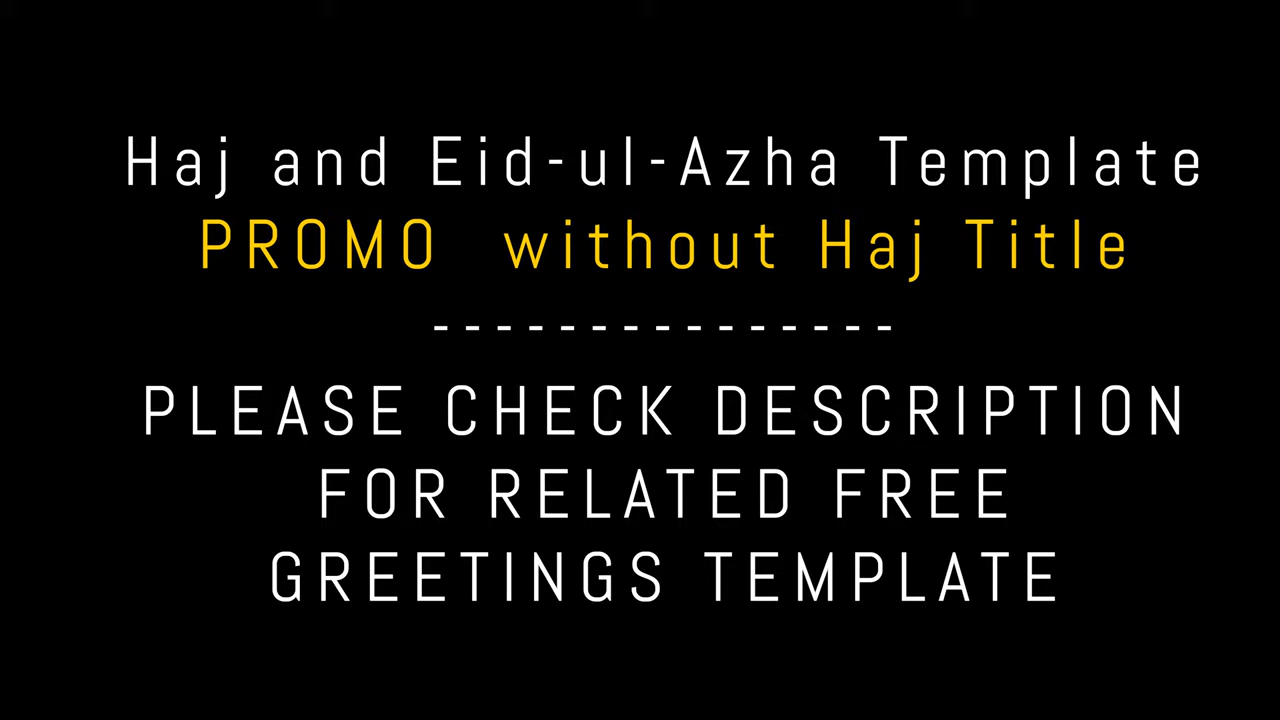 Haj and Eid-ul-Azha Template
PROMO  without Haj Title
---------------
PLEASE CHECK DESCRIPTION
FOR RELATED FREE
GREETINGS TEMPLATE